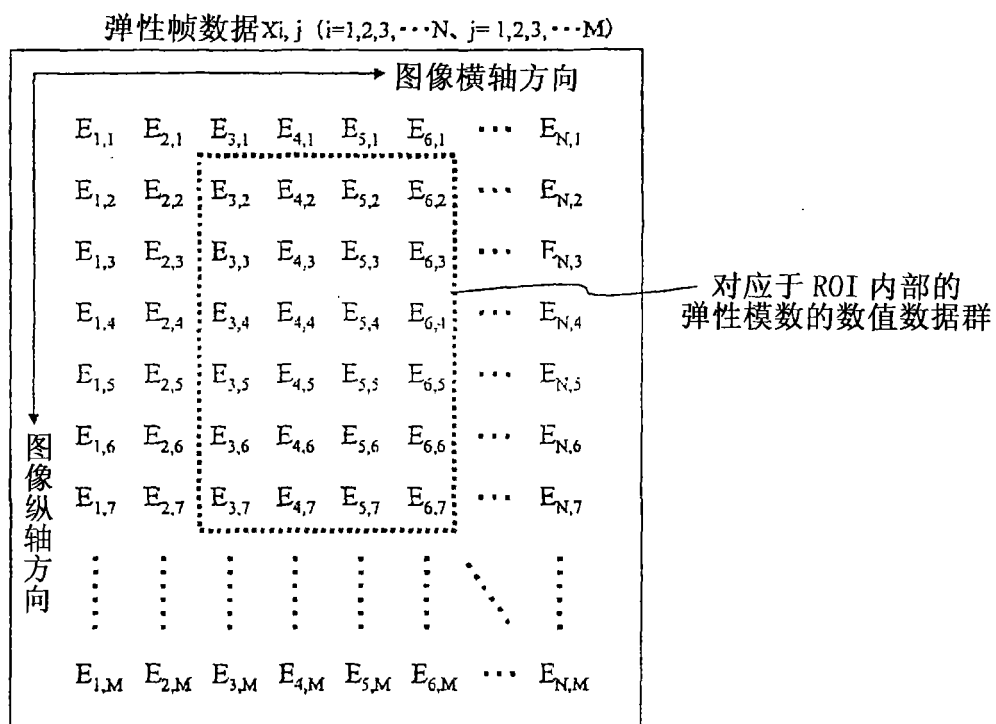 弹性帧数据Xi, j (i=1,2,3,···N、j= 1,2,3,···M)
图像横轴方向
E1,1 E2,1 E3,1 E4,1 E5,1 E6,1 ··· EN,1
E1,2 E2,2 E3,2 E4,2 E5,2 E6,2 ··· EN,2
E1,3 E2,3 E3,3 E4,3 E5,3 E6,3 ··· EN,3
E1,4 E2,4 E3,4 E4,4 E5,4 E6,4 ··· EN,4
E1,5 E2,5 E3,5 E4,5 E5,5 E6,5 ··· EN,5
E1,6 E2,6 E3,6 E4,6 E5,6 E6,6 ··· EN,6
E1,7 E2,7 E3,7 E4,7 E5,7 E6,7 ··· EN,7
E1,M E2,M E3,M E4,M E5,M E6,M ··· EN,M
图像纵轴方向
对应于 ROI 内部的
弹性模数的数值数据群